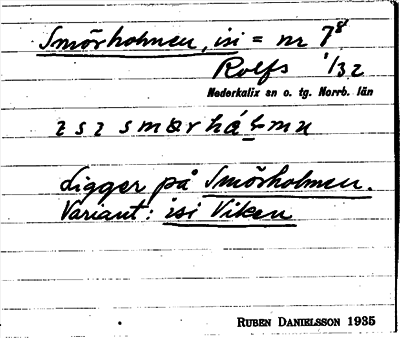 Smörholmen, isi = nr 7⁸
Rolfs 1/32
Nederkalix sn o. tg. Norrb. län
Ligger på Smörholmen.
Variant: isi Viken
RUBEN DANIELSSON 1935